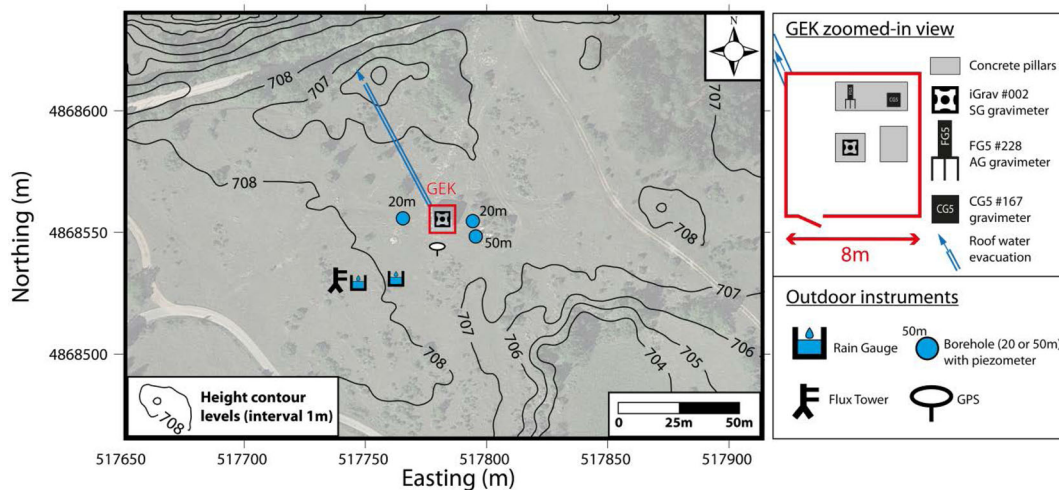 N
708
707
708
707
GEK
20m
20m
50m
708
707
706
705
704
706
707
708
4868600
4868550
4868500
Northing (m)
Height contour
levels (interval 1m)
708
0 25m 50m
517650 517700 517750 517800 517850 517900
Easting (m)
GEK zoomed-in view
CG5
8m
Concrete pillars
iGrav #002
SG gravimeter
FG5
FG5 #228
AG gravimeter
CG5
CG5 #167
gravimeter
Roof water
evacuation
Outdoor instruments
Rain Gauge
50m
Borehole (20 or 50m)
with piezometer
Flux Tower
GPS